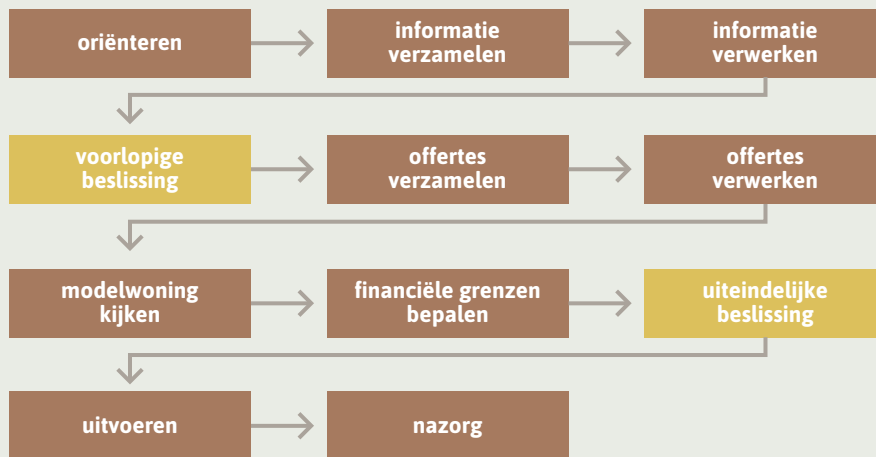 oriënteren
informatie
verzamelen
informatie
verwerken
voorlopige
beslissing
offertes
verzamelen
offertes
verwerken
modelwoning
kijken
financiële grenzen
bepalen
uiteindelijke
beslissing
uitvoeren
nazorg